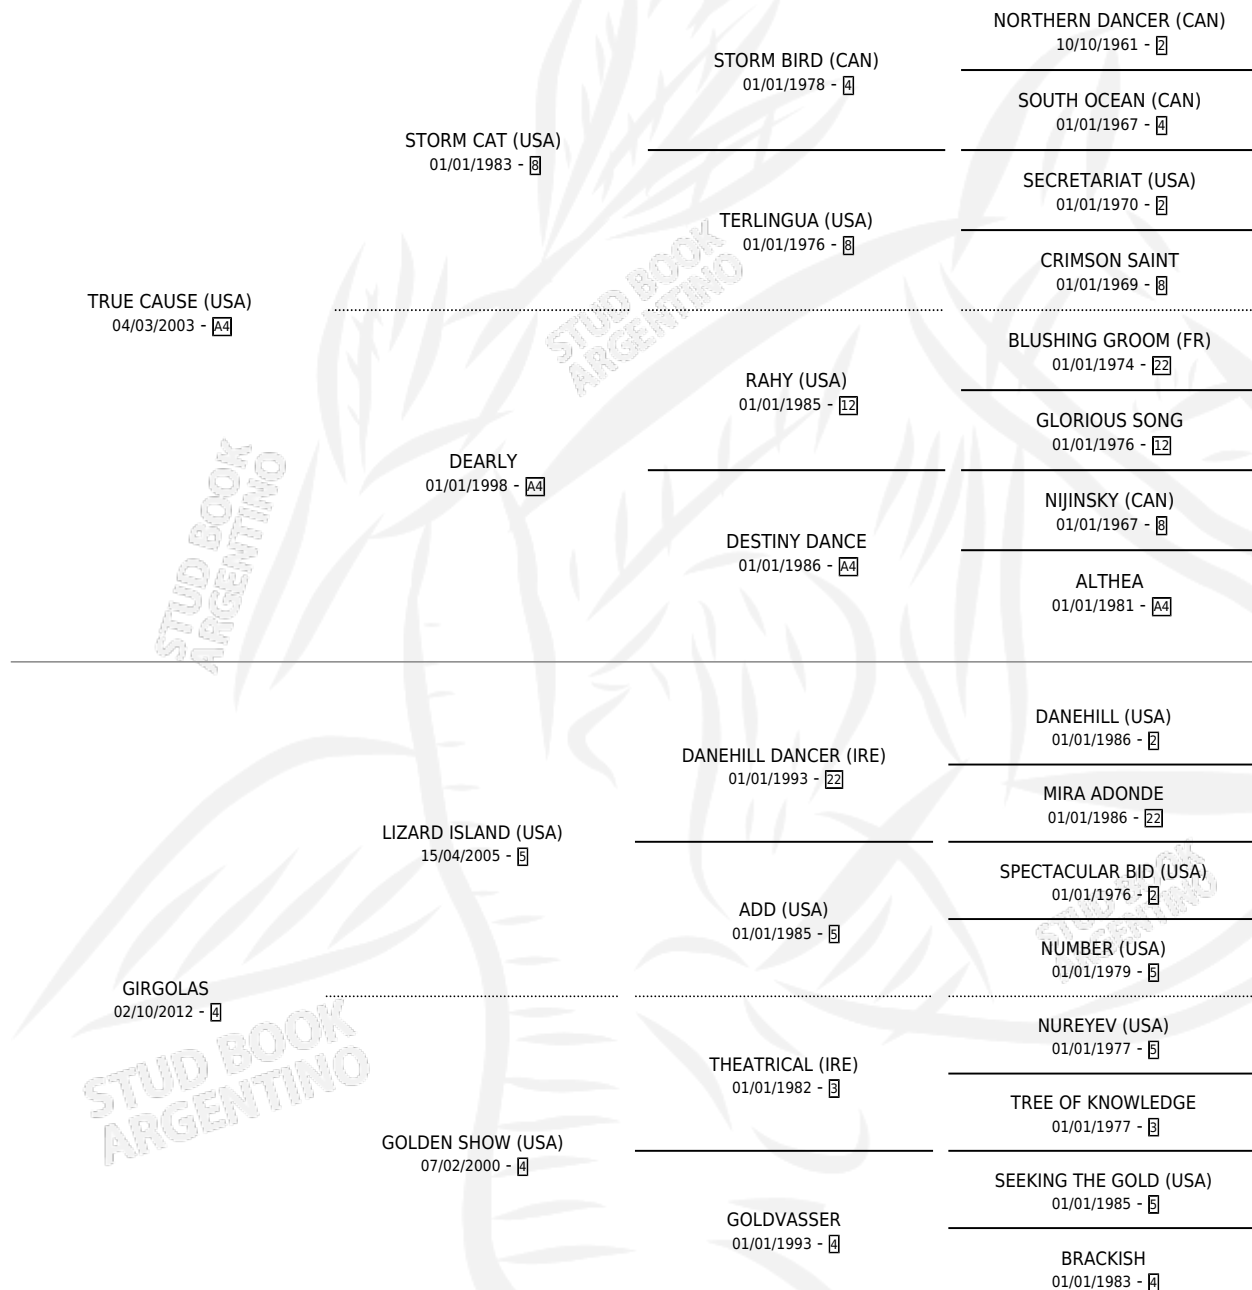 NORTHERN DANCER (CAN)
10/10/1961 - 2
STORM BIRD (CAN)
01/01/1978 - 4
SOUTH OCEAN (CAN)
01/01/1967 - 4
STORM CAT (USA)
01/01/1983 - 8
SECRETARIAT (USA)
01/01/1970 - 2
TERLINGUA (USA)
01/01/1976 - 8
CRIMSON SAINT
01/01/1969 - 8
TRUE CAUSE (USA)
04/03/2003 - A4
BLUSHING GROOM (FR)
01/01/1974 - 22
RAHY (USA)
01/01/1985 - 12
GLORIOUS SONG
01/01/1976 - 12
DEARLY
01/01/1998 - A4
NIJINSKY (CAN)
01/01/1967 - 8
DESTINY DANCE
01/01/1986 - A4
ALTHEA
01/01/1981 - A4
DANEHILL (USA)
01/01/1986 - 2
DANEHILL DANCER (IRE)
01/01/1993 - 22
MIRA ADONDE
01/01/1986 - 22
LIZARD ISLAND (USA)
15/04/2005 - 5
SPECTACULAR BID (USA)
01/01/1976 - 2
ADD (USA)
01/01/1985 - 5
NUMBER (USA)
01/01/1979 - 5
GIRGOLAS
02/10/2012 - 4
NUREYEV (USA)
01/01/1977 - 5
THEATRICAL (IRE)
01/01/1982 - 3
TREE OF KNOWLEDGE
01/01/1977 - 3
GOLDEN SHOW (USA)
07/02/2000 - 4
SEEKING THE GOLD (USA)
01/01/1985 - 5
GOLDVASSER
01/01/1993 - 4
BRACKISH
01/01/1983 - 4
STUD BOOK
ARGENTINO
STUD BOOK
ARGENTINO
STUD BOOK
ARGENTINO
STUD BOOK
ARGENTINO